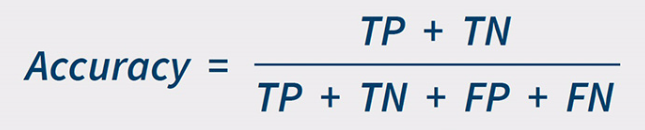 Accuracy = TP + TN
TP + TN + FP + FN